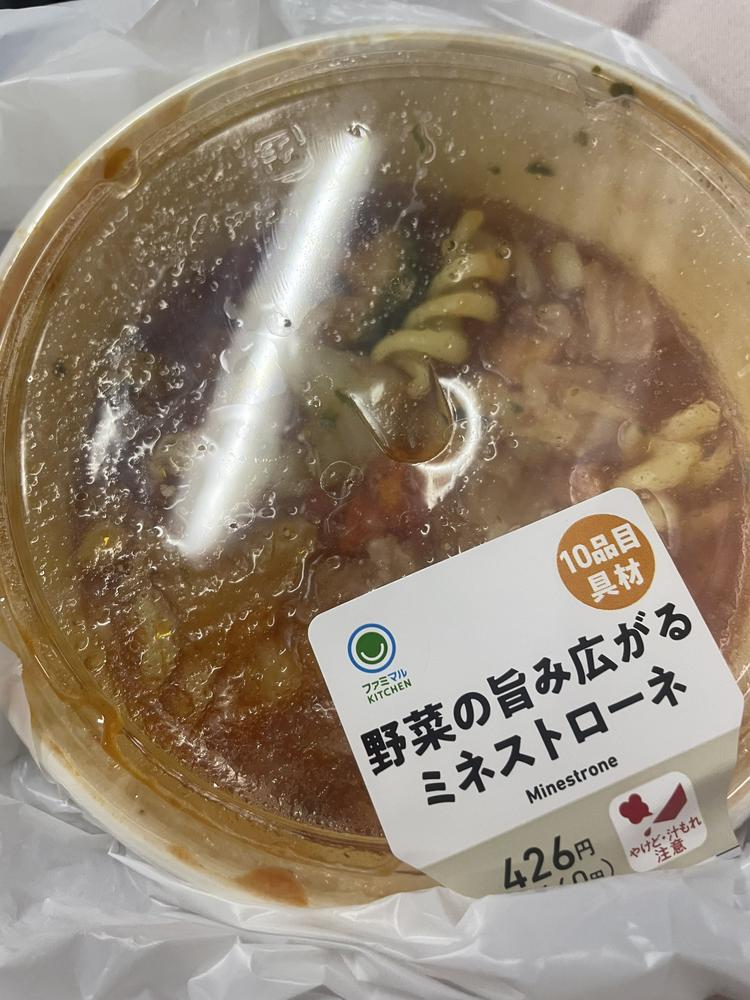 10品目
具材
ファミマル
KITCHEN
野菜の旨み広がる
ミネストローネ
Minestrone
やけど・汁もれ
注意
426円